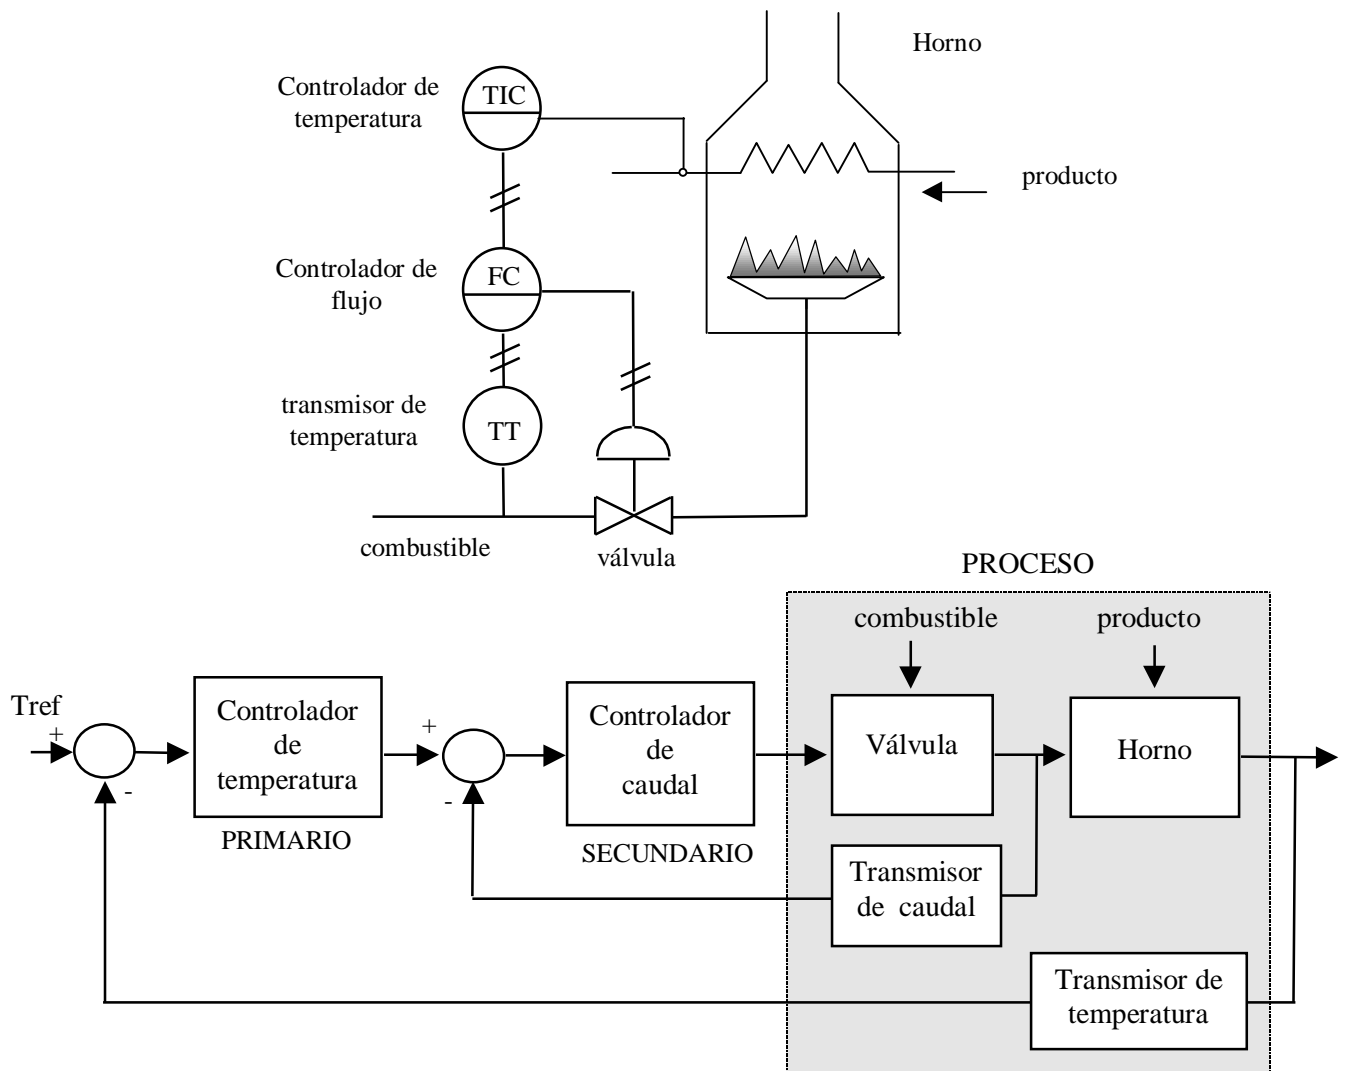 Horno
Controlador de
temperatura
TIC
producto
Controlador de
flujo
FC
transmisor de
temperatura
TT
combustible
válvula
PROCESO
combustible
producto
Tref
+
-
Controlador
de
temperatura
PRIMARIO
+
-
Controlador
de
caudal
SECUNDARIO
Válvula
Horno
Transmisor
de caudal
Transmisor de
temperatura